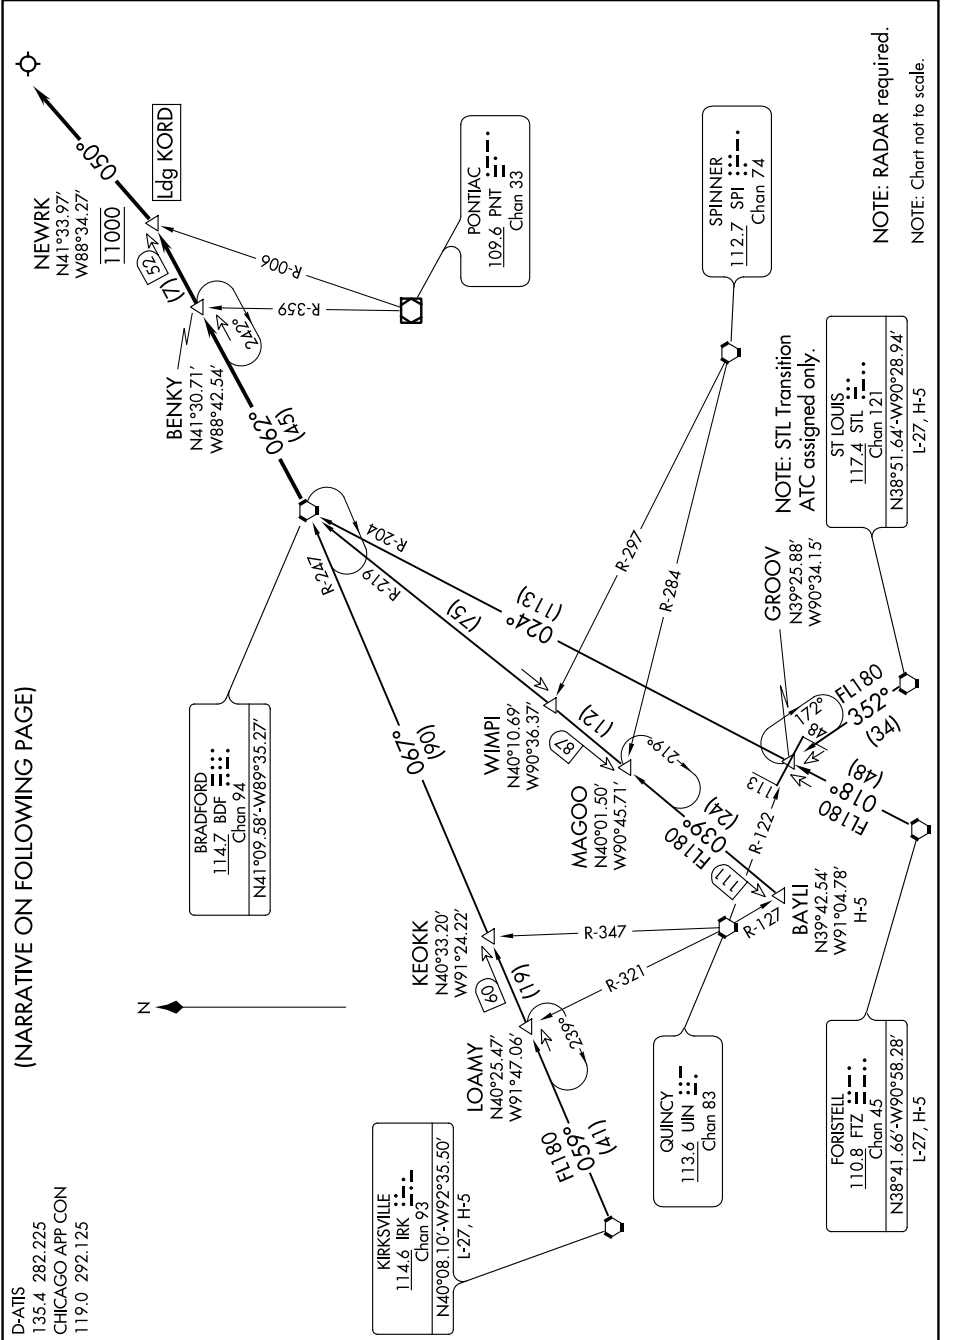 (NARRATIVE ON FOLLOWING PAGE)
D-ATIS
135.4 282.225
CHICAGO APP CON
119.0 292.125
N
KIRKSVILLE
114.6 IRK
Chan 93
N40°08.10'-W92°35.50'
L-27, H-5
FL180
059°
(41)
LOAMY
N40°25.47'
W91°47.06'
239°
(19)
60
KEOKK
N40°33.20'
W91°24.22'
067°
(90)
R-247
R-347
R-321
QUINCY
113.6 UIN
Chan 83
R-127
R-122
BAYLI
N39°42.54'
W91°04.78'
H-5
111
FL180
039°
(24)
MAGOO
N40°01.50'
W90°45.71'
219°
87
(12)
WIMPI
N40°10.69'
W90°36.37'
(75)
R-219
R-204
BRADFORD
114.7 BDF
Chan 94
N41°09.58'-W89°35.27'
062°
(45)
BENKY
N41°30.71'
W88°42.54'
242°
(7)
52
NEWRK
N41°33.97'
W88°34.27'
11000
Ldg KORD
050°
R-006
R-359
PONTIAC
109.6 PNT
Chan 33
SPINNER
112.7 SPI
Chan 74
R-297
R-284
024°
(113)
GROOV
N39°25.88'
W90°34.15'
172°
48
113
FL180
352°
(34)
FL180
018°
(48)
FORISTELL
110.8 FTZ
Chan 45
N38°41.66'-W90°58.28'
L-27, H-5
NOTE: STL Transition
ATC assigned only.
ST LOUIS
117.4 STL
Chan 121
N38°51.64'-W90°28.94'
L-27, H-5
NOTE: RADAR required.
NOTE: Chart not to scale.